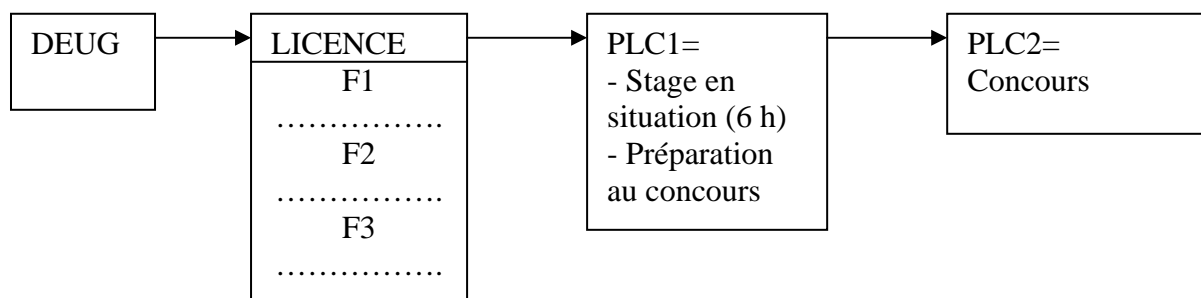 DEUG
LICENCE
F1
…………….
F2
…………….
F3
…………….
PLC1=
- Stage en
situation (6 h)
- Préparation
au concours
PLC2=
Concours